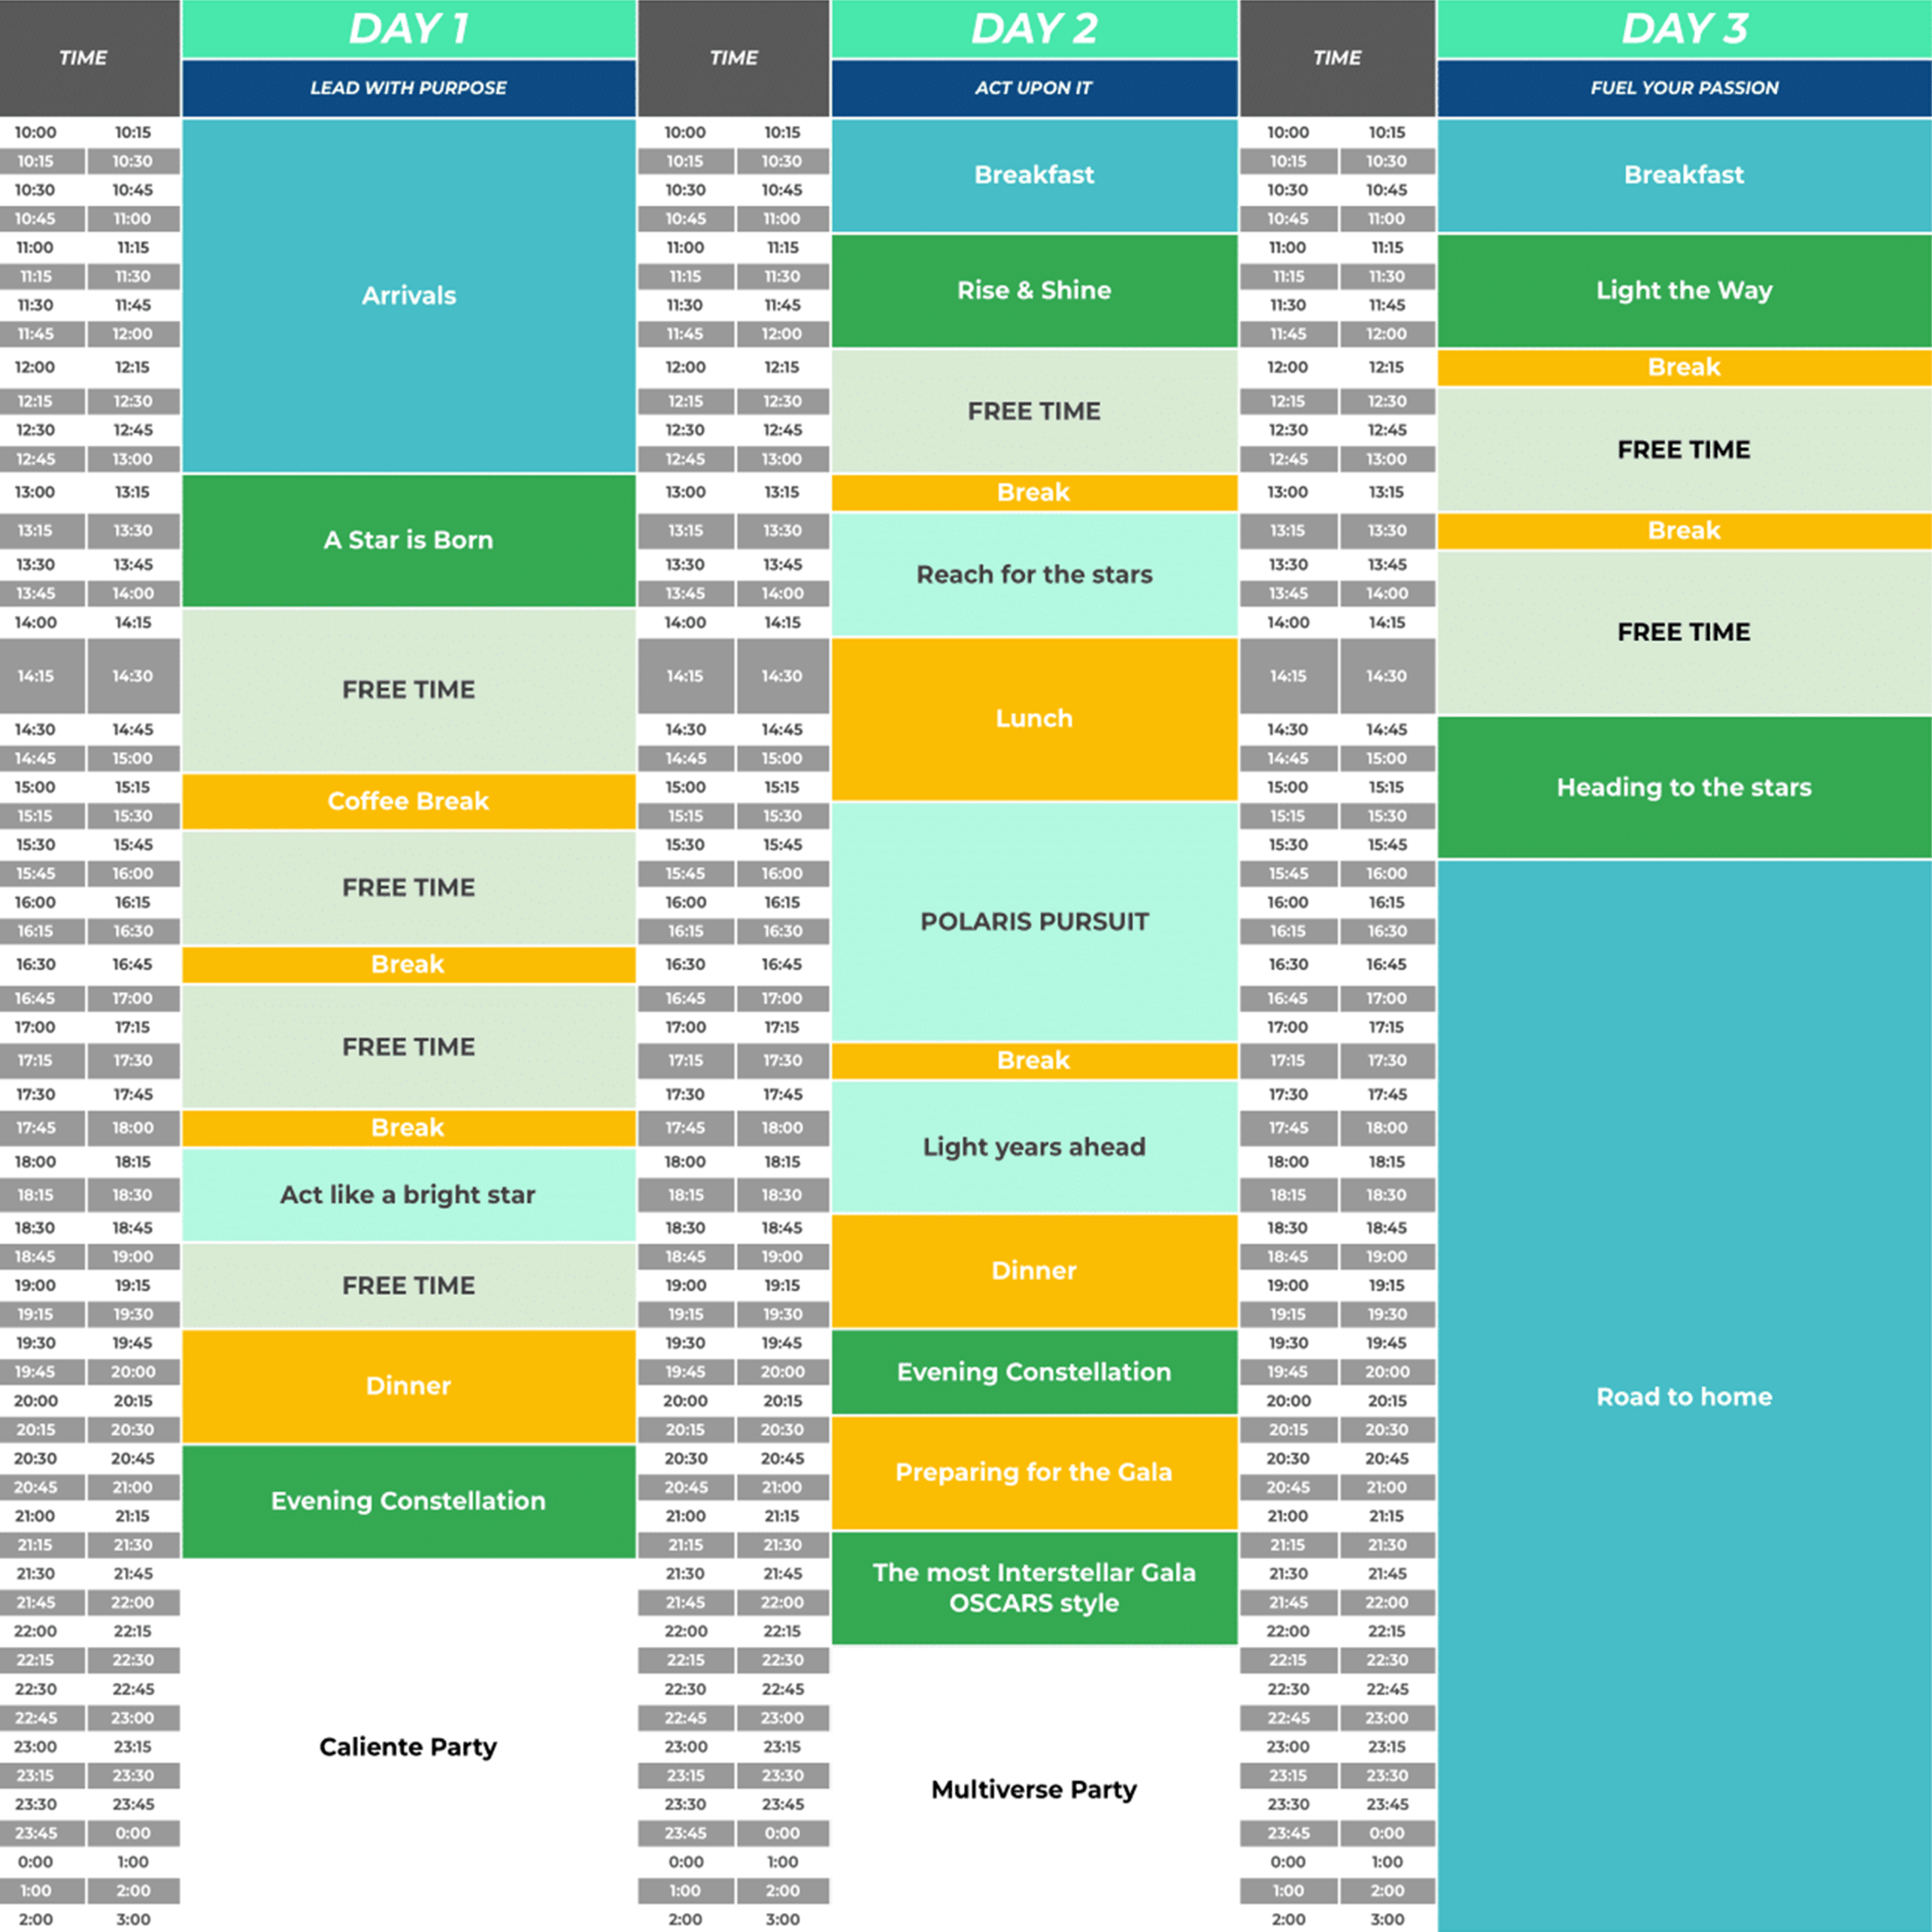 TIME DAY 1 TIME DAY 2 TIME DAY 3
LEAD WITH PURPOSE ACT UPON IT FUEL YOUR PASSION
10:00 10:15 10:00 10:15 10:00 10:15
10:15 10:30 10:15 10:30 10:15 10:30
Breakfast Breakfast
10:30 10:45 10:30 10:45 10:30 10:45
10:45 11:00 10:45 11:00 10:45 11:00
11:00 11:15 11:00 11:15 11:00 11:15
11:15 11:30 11:15 11:30 11:15 11:30
Arrivals Rise & Shine Light the Way
11:30 11:45 11:30 11:45 11:30 11:45
11:45 12:00 11:45 12:00 11:45 12:00
12:00 12:15 12:00 12:15 12:00 12:15 Break
12:15 12:30 12:15 12:30 12:15 12:30
FREE TIME
12:30 12:45 12:30 12:45 12:30 12:45
FREE TIME
12:45 13:00 12:45 13:00 12:45 13:00
13:00 13:15 13:00 13:15 Break 13:00 13:15
13:15 13:30 13:15 13:30 13:15 13:30 Break
A Star is Born
13:30 13:45 13:30 13:45 Reach for the stars 13:30 13:45
13:45 14:00 13:45 14:00 13:45 14:00
14:00 14:15 14:00 14:15 14:00 14:15 FREE TIME
14:15 14:30 FREE TIME 14:15 14:30 14:15 14:30
14:30 14:45 14:30 14:45 Lunch 14:30 14:45
14:45 15:00 14:45 15:00 14:45 15:00
15:00 15:15 15:00 15:15 15:00 15:15 Heading to the stars
Coffee Break
15:15 15:30 15:15 15:30 15:15 15:30
15:30 15:45 15:30 15:45 15:30 15:45
15:45 16:00 15:45 16:00 15:45 16:00
FREE TIME
16:00 16:15 16:00 16:15 16:00 16:15
POLARIS PURSUIT
16:15 16:30 16:15 16:30 16:15 16:30
16:30 16:45 Break 16:30 16:45 16:30 16:45
16:45 17:00 16:45 17:00 16:45 17:00
17:00 17:15 17:00 17:15 17:00 17:15
FREE TIME
17:15 17:30 17:15 17:30 Break 17:15 17:30
17:30 17:45 17:30 17:45 17:30 17:45
17:45 18:00 Break 17:45 18:00 17:45 18:00
Light years ahead
18:00 18:15 18:00 18:15 18:00 18:15
18:15 18:30 Act like a bright star 18:15 18:30 18:15 18:30
18:30 18:45 18:30 18:45 18:30 18:45
18:45 19:00 18:45 19:00 18:45 19:00
Dinner
19:00 19:15 FREE TIME 19:00 19:15 19:00 19:15
19:15 19:30 19:15 19:30 19:15 19:30
19:30 19:45 19:30 19:45 19:30 19:45
19:45 20:00 19:45 20:00 Evening Constellation 19:45 20:00
Dinner
20:00 20:15 20:00 20:15 20:00 20:15 Road to home
20:15 20:30 20:15 20:30 20:15 20:30
20:30 20:45 20:30 20:45 20:30 20:45
Preparing for the Gala
20:45 21:00 20:45 21:00 20:45 21:00
Evening Constellation
21:00 21:15 21:00 21:15 21:00 21:15
21:15 21:30 21:15 21:30 21:15 21:30
21:30 21:45 21:30 21:45 The most Interstellar Gala 21:30 21:45
21:45 22:00 21:45 22:00 OSCARS style 21:45 22:00
22:00 22:15 22:00 22:15 22:00 22:15
22:15 22:30 22:15 22:30 22:15 22:30
22:30 22:45 22:30 22:45 22:30 22:45
22:45 23:00 22:45 23:00 22:45 23:00
23:00 23:15 Caliente Party 23:00 23:15 23:00 23:15
23:15 23:30 23:15 23:30 23:15 23:30
Multiverse Party
23:30 23:45 23:30 23:45 23:30 23:45
23:45 0:00 23:45 0:00 23:45 0:00
0:00 1:00 0:00 1:00 0:00 1:00
1:00 2:00 1:00 2:00 1:00 2:00
2:00 3:00 2:00 3:00 2:00 3:00